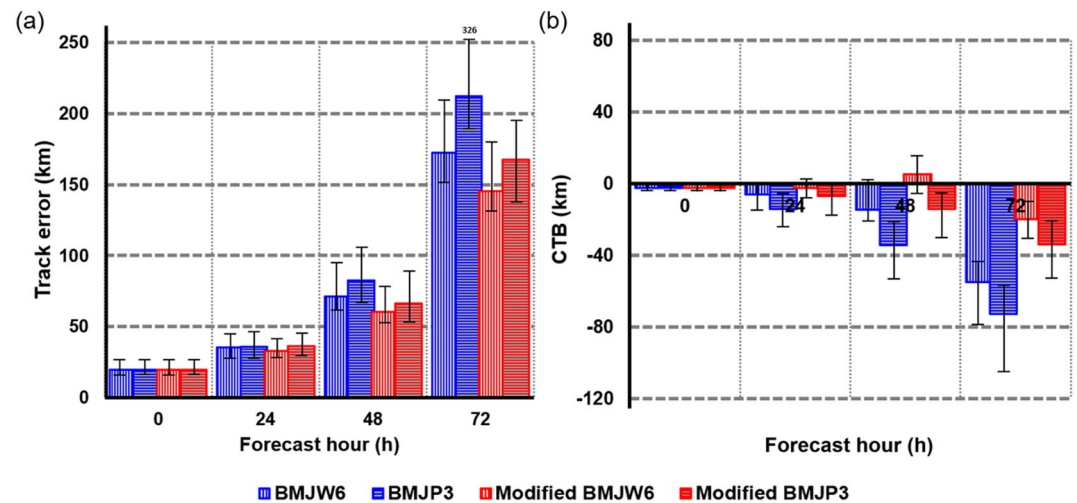 (a)
326
250
200
150
100
50
0
Track error (km)
0 24 48 72
Forecast hour (h)
(b)
80
40
0
-40
-80
-120
CTB (km)
0 24 48 72
Forecast hour (h)
BMJW6 BMJP3 Modified BMJW6 Modified BMJP3